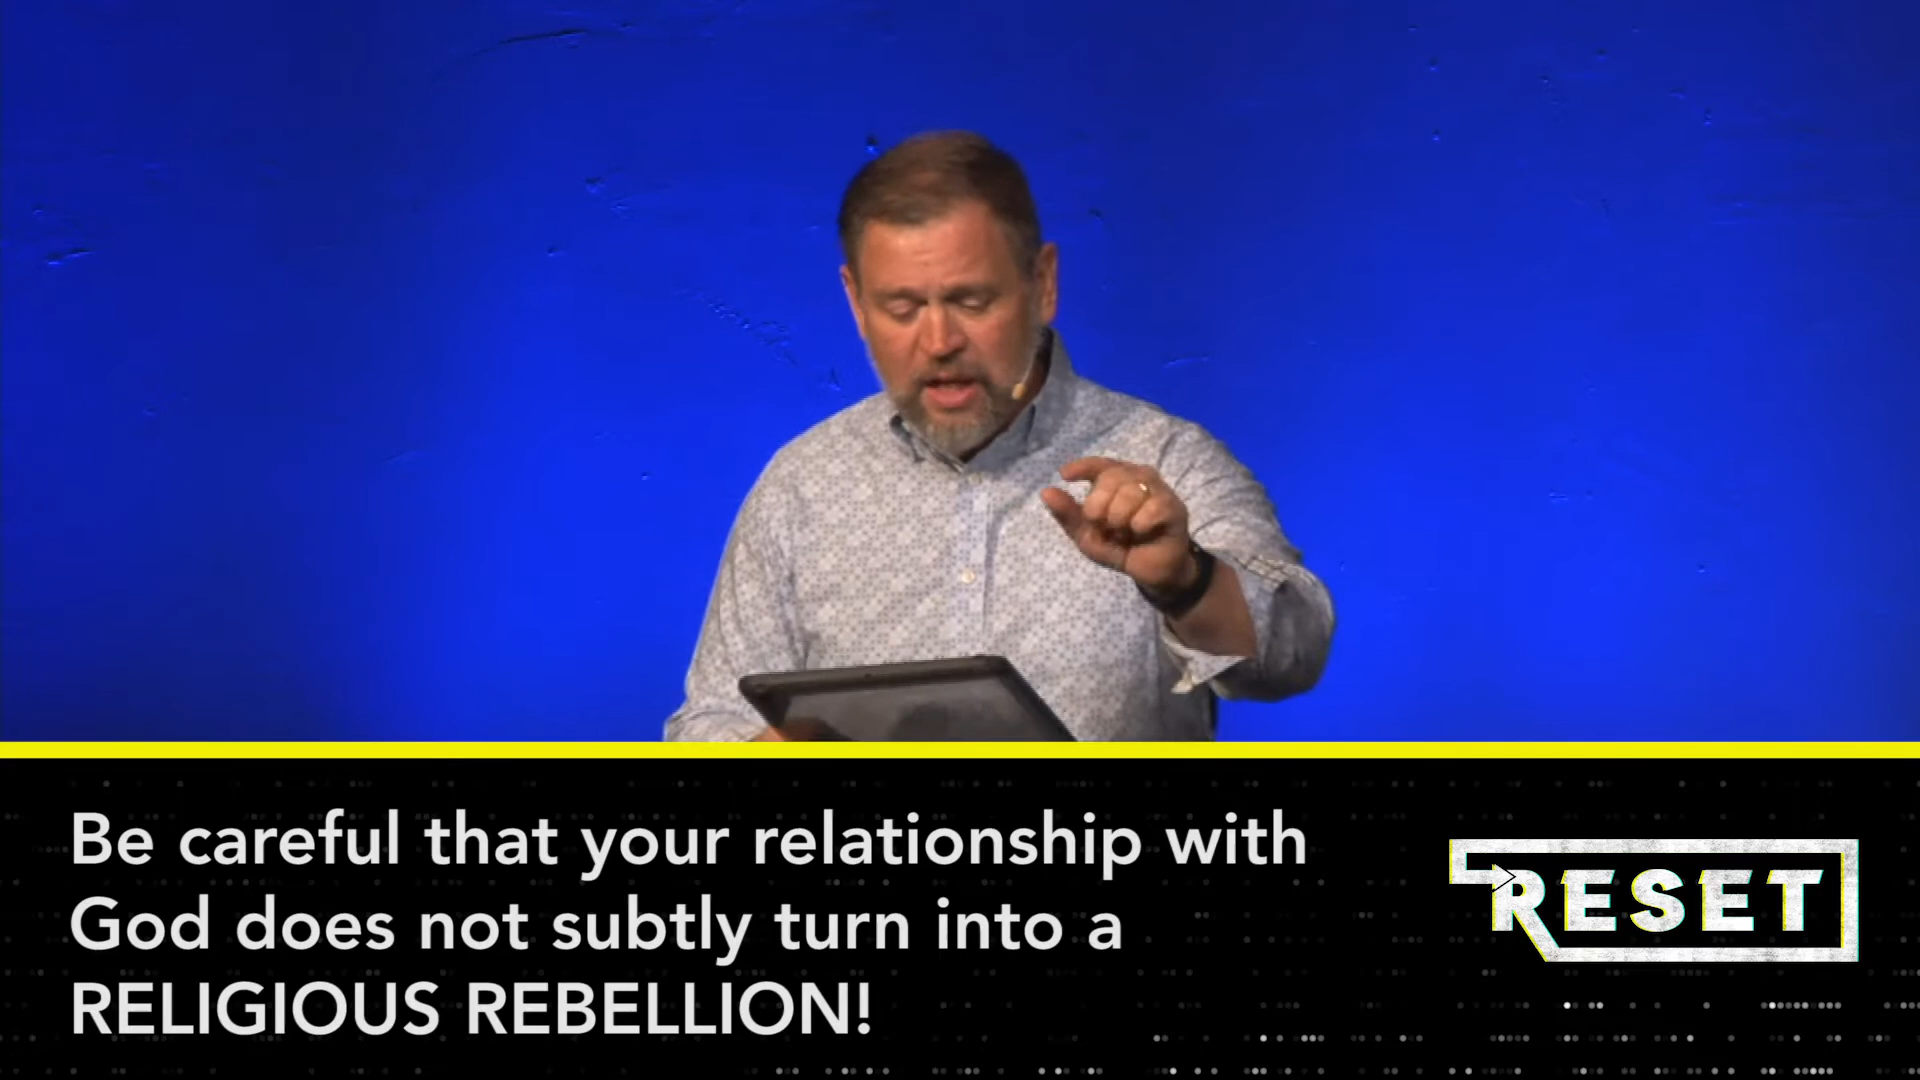 Be careful that your relationship with
God does not subtly turn into a
RELIGIOUS REBELLION!
RESET